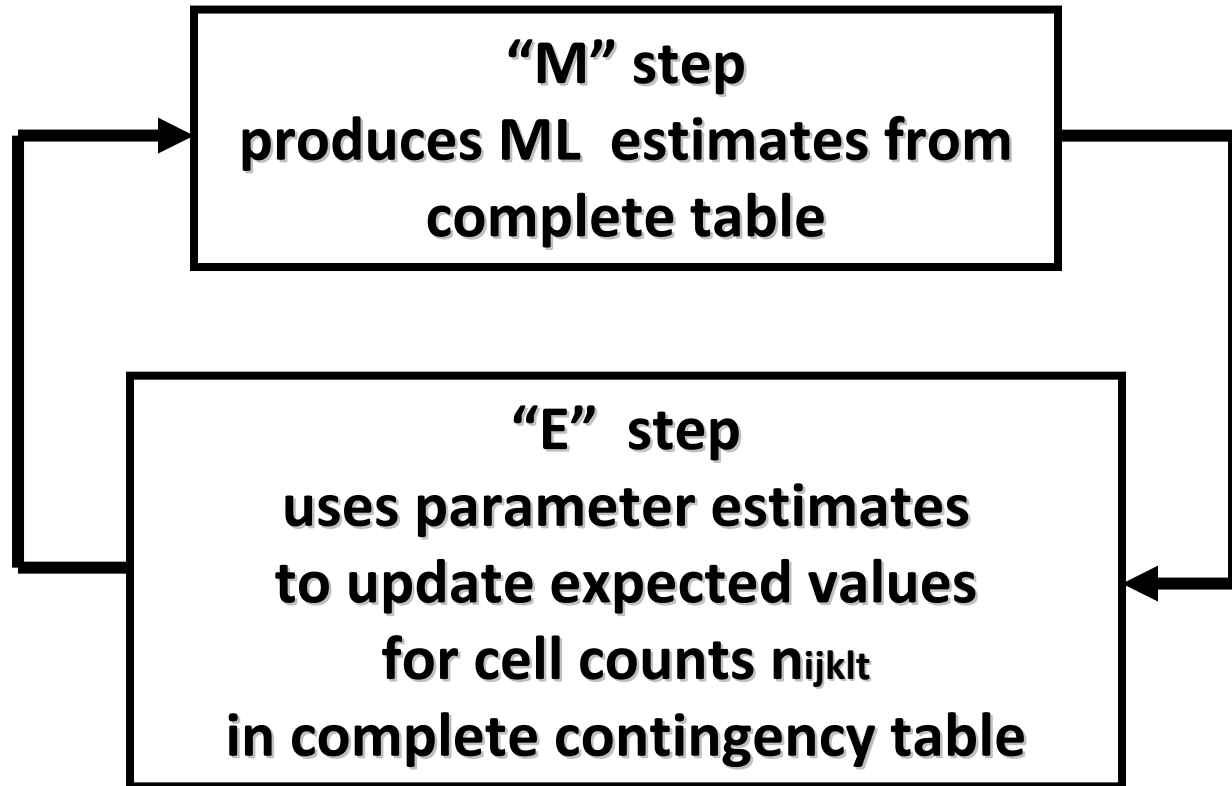 “M” step
produces ML estimates from
complete table
“E” step
uses parameter estimates
to update expected values
for cell counts nijklt
in complete contingency table